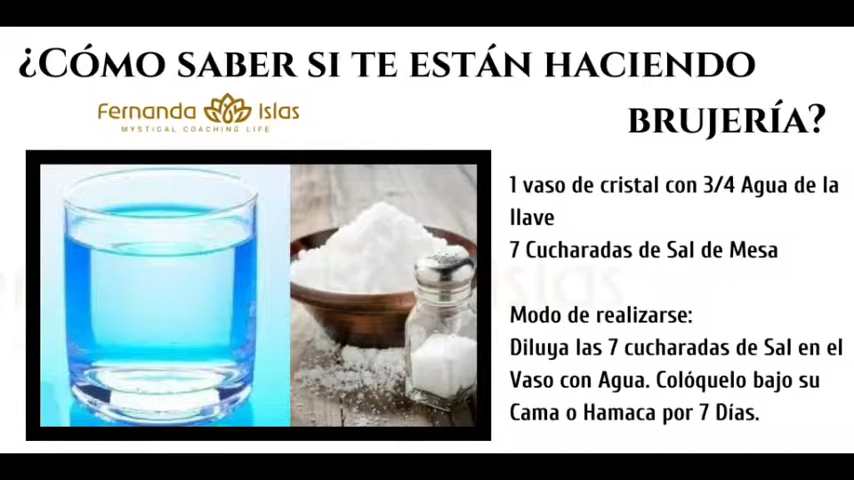 ¿CÓMO SABER SI TE ESTÁN HACIENDO
BRUJERÍA?
Fernanda Islas
MYSTICAL COACHING LIFE
1 vaso de cristal con 3/4 Agua de la
llave
7 Cucharadas de Sal de Mesa
Modo de realizarse:
Diluya las 7 cucharadas de Sal en el
Vaso con Agua. Colóquelo bajo su
Cama o Hamaca por 7 Días.